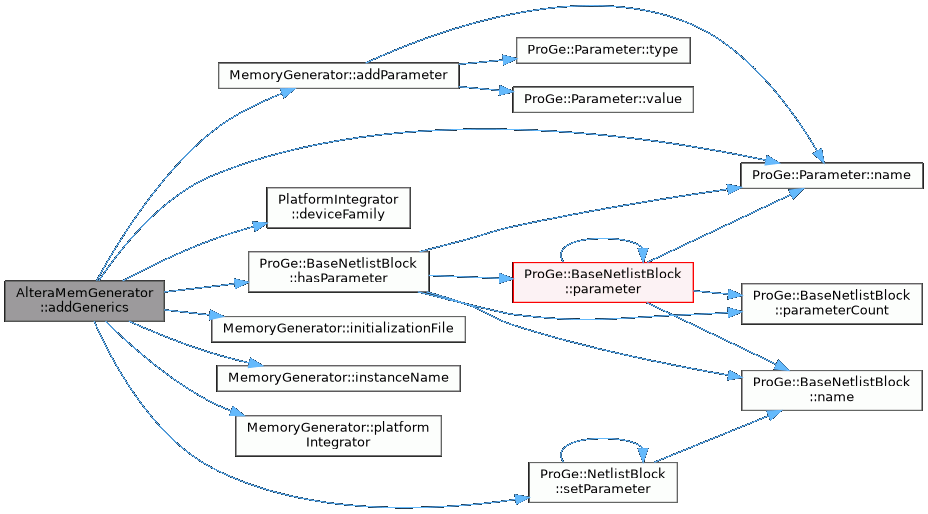 ProGe::Parameter::type
MemoryGenerator::addParameter
ProGe::Parameter::value
ProGe::Parameter::name
PlatformIntegrator
::deviceFamily
ProGe::BaseNetlistBlock
::hasParameter
ProGe::BaseNetlistBlock
::parameter
AlteraMemGenerator
::addGenerics
ProGe::BaseNetlistBlock
::parameterCount
MemoryGenerator::initializationFile
MemoryGenerator::instanceName
ProGe::BaseNetlistBlock
::name
MemoryGenerator::platform
Integrator
ProGe::NetlistBlock
::setParameter